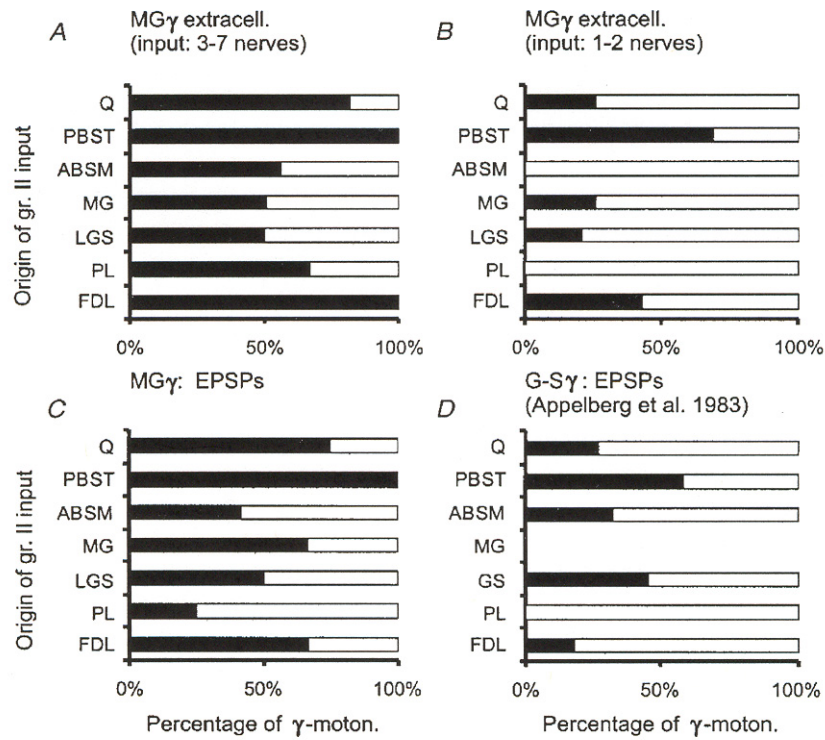 A
MGγ extracell.
(input: 3-7 nerves)
Origin of gr. II input
Q
PBST
ABSM
MG
LGS
PL
FDL
0% 50% 100%
B
MGγ extracell.
(input: 1-2 nerves)
Q
PBST
ABSM
MG
LGS
PL
FDL
0% 50% 100%
C
MGγ: EPSPs
Origin of gr. II input
Q
PBST
ABSM
MG
LGS
PL
FDL
0% 50% 100%
Percentage of γ-moton.
D
G-Sγ: EPSPs
(Appelberg et al. 1983)
Q
PBST
ABSM
MG
GS
PL
FDL
0% 50% 100%
Percentage of γ-moton.